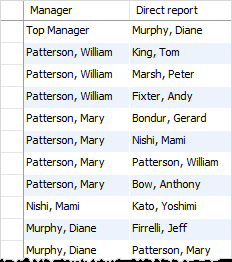 Manager Direct report
Top Manager Murphy, Diane
Patterson, William King, Tom
Patterson, William Marsh, Peter
Patterson, William Fixter, Andy
Patterson, Mary Bondur, Gerard
Patterson, Mary Nishi, Mami
Patterson, Mary Patterson, William
Patterson, Mary Bow, Anthony
Nishi, Mami Kato, Yoshimi
Murphy, Diane Firrelli, Jeff
Murphy, Diane Patterson, Mary